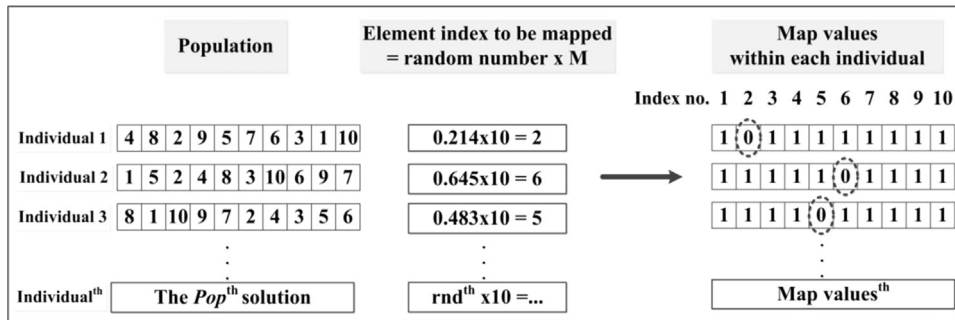 Population
Element index to be mapped
= random number x M
Map values
within each individual
Index no. 1 2 3 4 5 6 7 8 9 10
Individual 1 4 8 2 9 5 7 6 3 1 10 0.214x10 = 2 1 0 1 1 1 1 1 1 1 1
Individual 2 1 5 2 4 8 3 10 6 9 7 0.645x10 = 6 1 1 1 1 1 0 1 1 1 1
Individual 3 8 1 10 9 7 2 4 3 5 6 0.483x10 = 5 1 1 1 1 0 1 1 1 1 1
Individualth The Popth solution rndth x10 =... Map valuesth